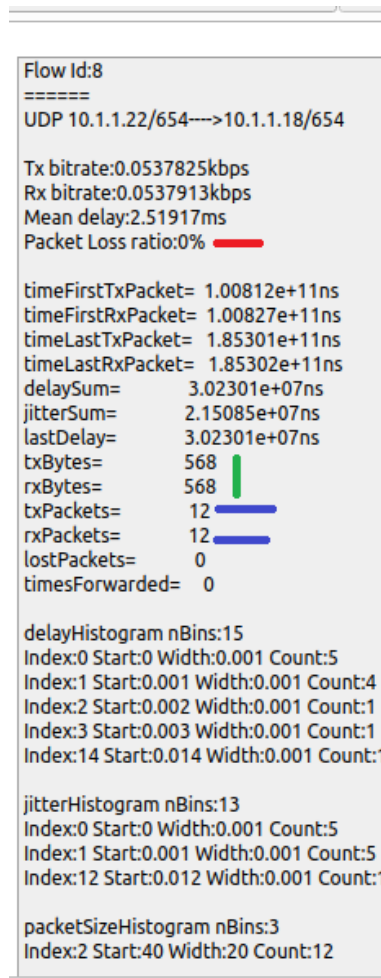 Flow Id:8
======
UDP 10.1.1.22/654---->10.1.1.18/654
Tx bitrate:0.0537825kbps
Rx bitrate:0.0537913kbps
Mean delay:2.51917ms
Packet Loss ratio:0%
timeFirstTxPacket= 1.00812e+11ns
timeFirstRxPacket= 1.00827e+11ns
timeLastTxPacket= 1.85301e+11ns
timeLastRxPacket= 1.85302e+11ns
delaySum= 3.02301e+07ns
jitterSum= 2.15085e+07ns
lastDelay= 3.02301e+07ns
txBytes= 568
rxBytes= 568
txPackets= 12
rxPackets= 12
lostPackets= 0
timesForwarded= 0
delayHistogram nBins:15
Index:0 Start:0 Width:0.001 Count:5
Index:1 Start:0.001 Width:0.001 Count:4
Index:2 Start:0.002 Width:0.001 Count:1
Index:3 Start:0.003 Width:0.001 Count:1
Index:14 Start:0.014 Width:0.001 Count:1
jitterHistogram nBins:13
Index:0 Start:0 Width:0.001 Count:5
Index:1 Start:0.001 Width:0.001 Count:5
Index:12 Start:0.012 Width:0.001 Count:1
packetSizeHistogram nBins:3
Index:2 Start:40 Width:20 Count:12